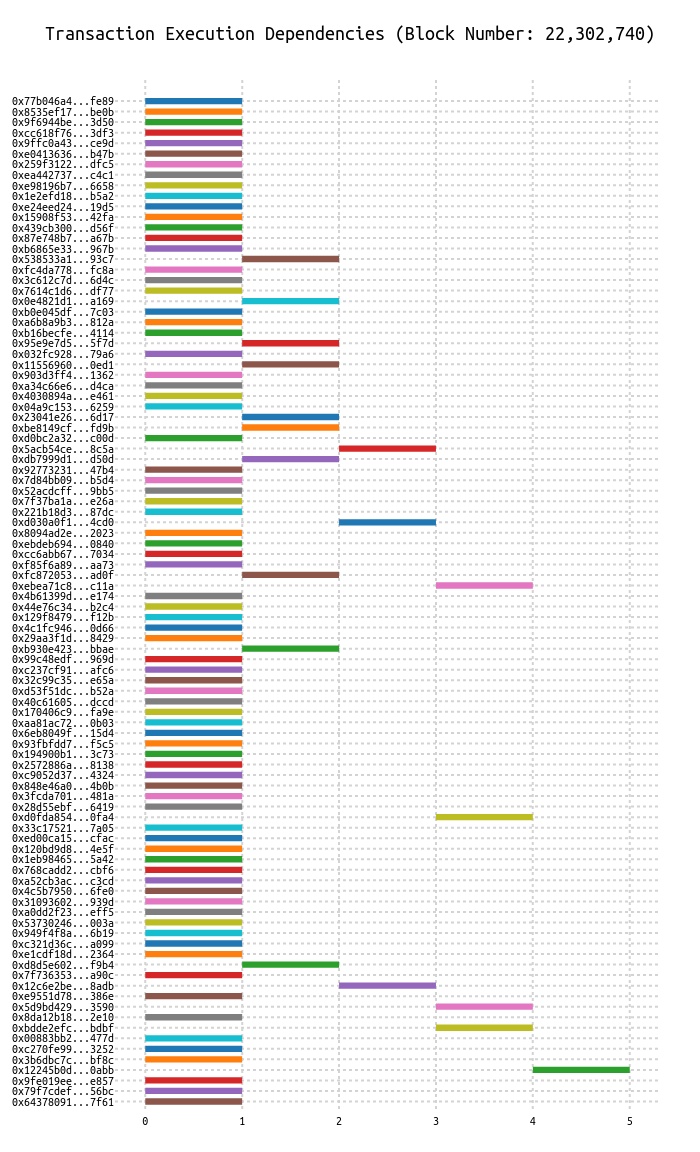 Transaction Execution Dependencies (Block Number: 22,302,740)
0x77b046a4...fe89
0x8535ef17...be0b
0x9f6944be...3d50
0xcc618f76...3df3
0x9ffc0a43...ce9d
0xe0413636...b47b
0x259f3122...dfc5
0xea442737...c4c1
0xe98196b7...6658
0x1e2efd18...b5a2
0xe24eed24...19d5
0x15908f53...42fa
0x439cb300...d56f
0x87e748b7...a67b
0xb6865e33...967b
0x538533a1...93c7
0xfc4da778...fc8a
0x3c612c7d...6d4c
0x7614c1d6...df77
0x0e4821d1...a169
0xb0e045df...7c03
0xa6b8a9b3...812a
0xb16becfe...4114
0x95e9e7d5...5f7d
0x032fc928...79a6
0x11556960...0ed1
0x903d3ff4...1362
0xa34c66e6...d4ca
0x4030894a...e461
0x04a9c153...6259
0x23041e26...6d17
0xbe8149cf...fd9b
0xd0bc2a32...c00d
0x5acb54ce...8c5a
0xdb7999d1...d50d
0x92773231...47b4
0x7d84bb09...b5d4
0x52acdcff...9bb5
0x7f37ba1a...e26a
0x221b18d3...87dc
0xd030a0f1...4cd0
0x8094ad2e...2023
0xebdeb694...0840
0xcc6abb67...7034
0xf85f6a89...aa73
0xfc872053...ad0f
0xebea71c8...c11a
0x4b61399d...e174
0x44e76c34...b2c4
0x129f8479...f12b
0x4c1fc946...0d66
0x29aa3f1d...8429
0xb930e423...bbae
0x99c48edf...969d
0xc237cf91...afc6
0x32c99c35...e65a
0xd53f51dc...b52a
0x40c61605...dccd
0x170406c9...fa9e
0xaa81ac72...0b03
0x6eb8049f...15d4
0x93fbfdd7...f5c5
0x194900b1...3c73
0x2572886a...8138
0xc9052d37...4324
0x848e46a0...4b0b
0x3fcda701...481a
0x28d55ebf...6419
0xd0fda854...0fa4
0x33c17521...7a05
0xed00ca15...cfac
0x120bd9d8...4e5f
0x1eb98465...5a42
0x768cadd2...cbf6
0xa52cb3ac...c3cd
0x4c5b7950...6fe0
0x31093602...939d
0xa0dd2f23...eff5
0x53730246...003a
0x949f4f8a...6b19
0xc321d36c...a099
0xe1cdf18d...2364
0xd8d5e602...f9b4
0x7f736353...a90c
0x12c6e2be...8adb
0xe9551d78...386e
0x5d9bd429...3590
0x8da12b18...2e10
0xbdde2efc...bdbf
0x00883bb2...477d
0xc270fe99...3252
0x3b6dbc7c...bf8c
0x12245b0d...0abb
0x9fe019ee...e857
0x79f7cdef...56bc
0x64378091...7f61
0 1 2 3 4 5